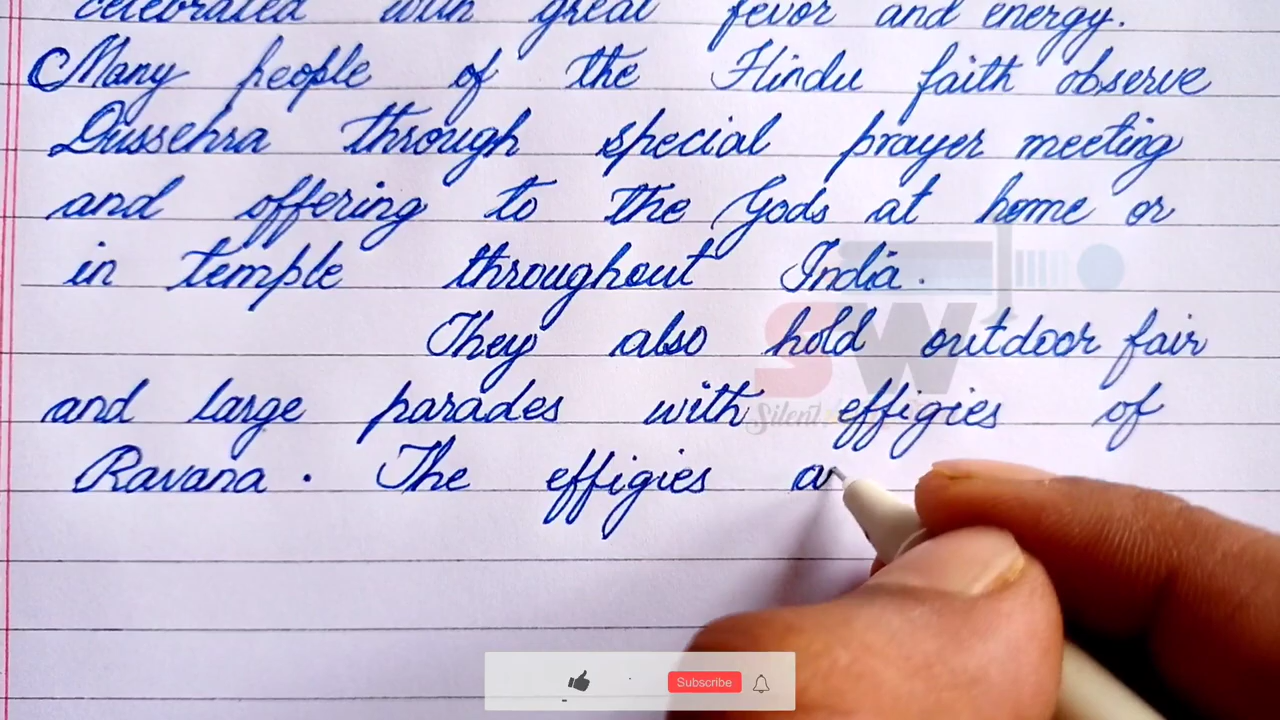 celebrated with great fevor and energy.
Many people of the Hindu faith observe
Dussehra through special prayer meeting
and offering to the Gods at home or
in temple throughout India.
They also hold outdoor fair
and large parades with effigies of
Ravana. The effigies a
SW
Silent
Subscribe